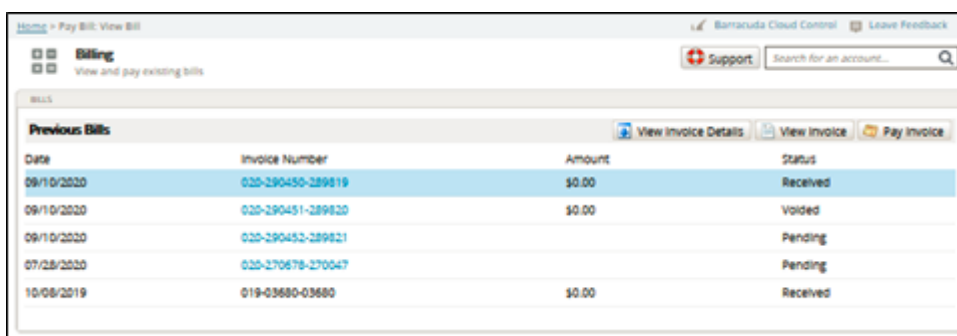 Home > Pay Bill: View Bill
Barracuda Cloud Control Leave Feedback
Billing
View and pay existing bills
Support Search for an account...
BILLS
Previous Bills View Invoice Details View Invoice Pay Invoice
Date Invoice Number Amount Status
09/10/2020 020-290450-289819 $0.00 Received
09/10/2020 020-290451-289820 $0.00 Voided
09/10/2020 020-290452-289821 Pending
07/28/2020 020-270678-270047 Pending
10/08/2019 019-03680-03680 $0.00 Received